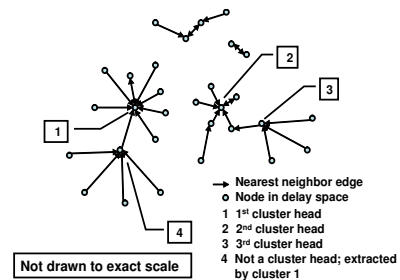 2
3
1
4
Nearest neighbor edge
Node in delay space
1 1st cluster head
2 2nd cluster head
3 3rd cluster head
4 Not a cluster head; extracted
by cluster 1
Not drawn to exact scale